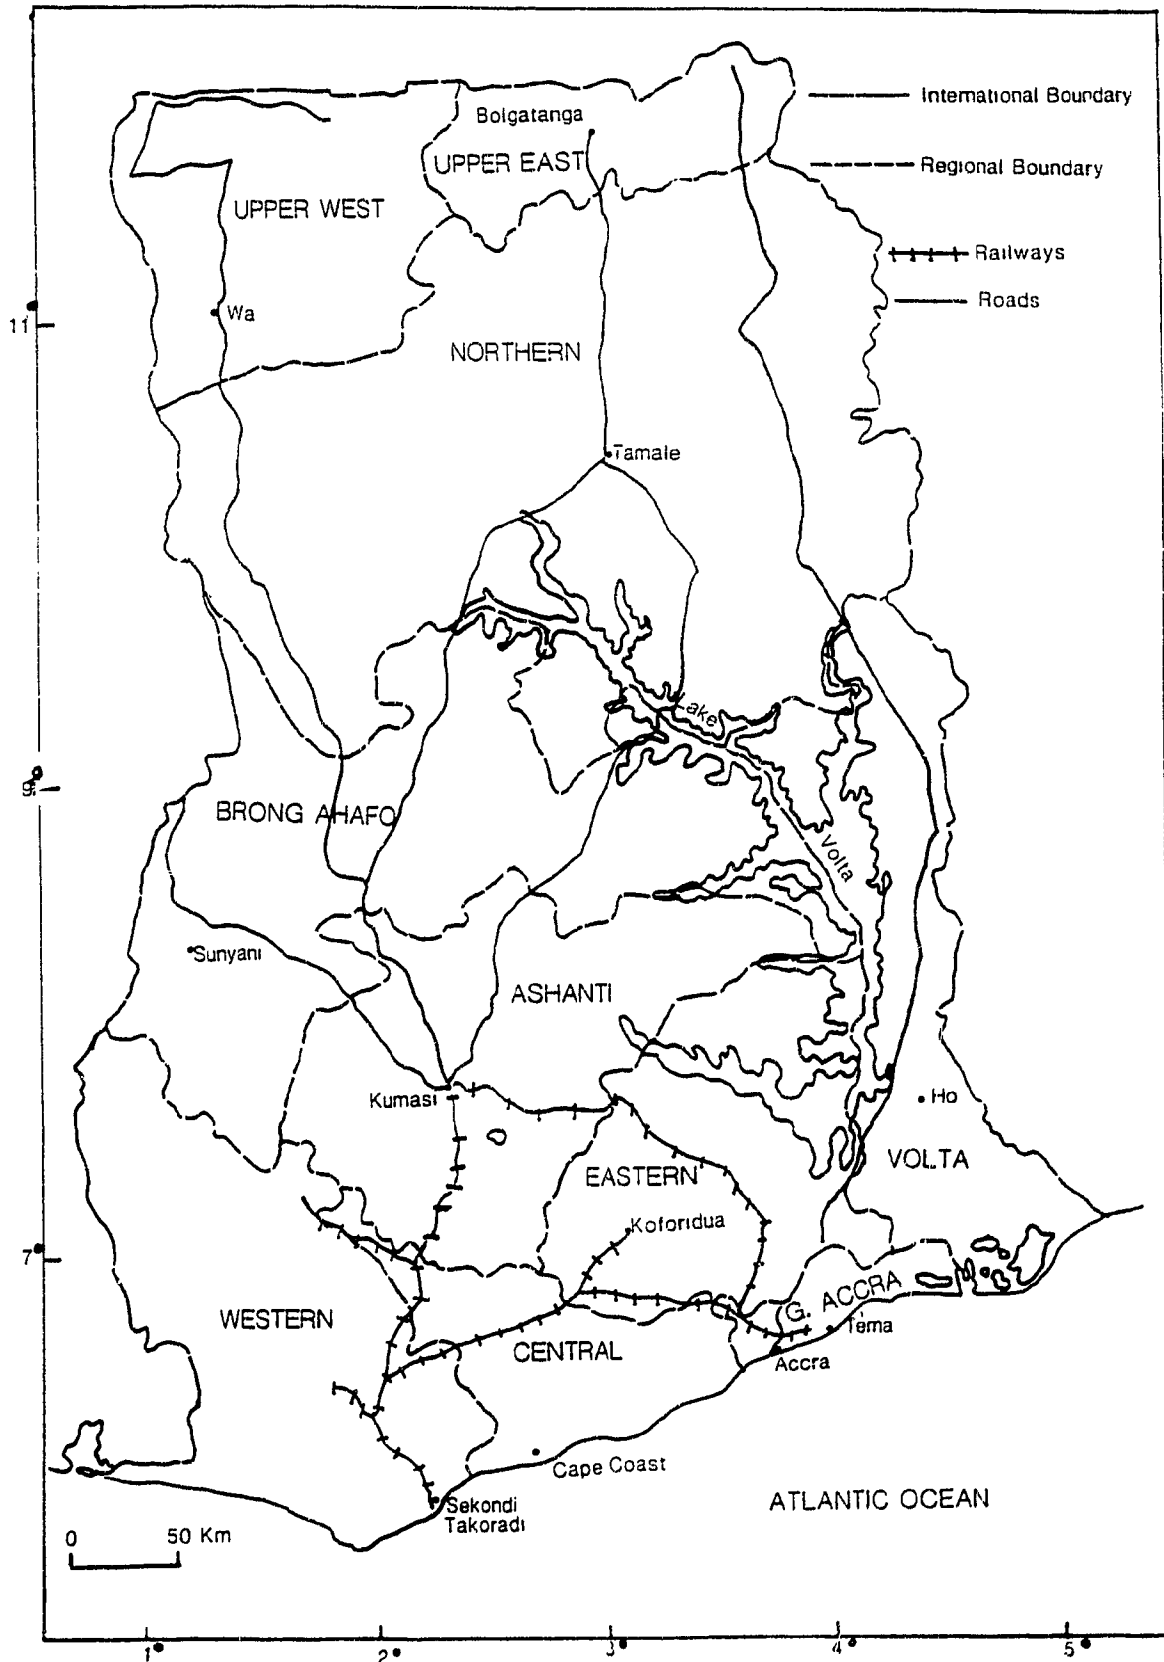 International Boundary
Bolgatanga
UPPER EAST
Regional Boundary
UPPER WEST
Railways
Roads
Wa
11°
NORTHERN
Tamale
Lake
9°
BRONG AHAFO
Volta
Sunyani
ASHANTI
Kumasi
Ho
EASTERN
VOLTA
Koforidua
7°
G. ACCRA
WESTERN
Tema
CENTRAL
Accra
Cape Coast
ATLANTIC OCEAN
Sekondi
Takoradi
0 50 Km
1° 2° 3° 4° 5°